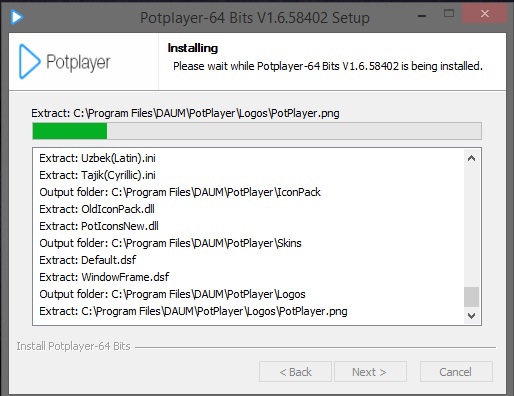 Potplayer-64 Bits V1.6.58402 Setup
Potplayer
Installing
Please wait while Potplayer-64 Bits V1.6.58402 is being installed.
Extract: C:\Program Files\DAUM\PotPlayer\Logos\PotPlayer.png
Extract: Uzbek(Latin).ini
Extract: Tajik(Cyrillic).ini
Output folder: C:\Program Files\DAUM\PotPlayer\IconPack
Extract: OldIconPack.dll
Extract: PotIconsNew.dll
Output folder: C:\Program Files\DAUM\PotPlayer\Skins
Extract: Default.dsf
Extract: WindowFrame.dsf
Output folder: C:\Program Files\DAUM\PotPlayer\Logos
Extract: C:\Program Files\DAUM\PotPlayer\Logos\PotPlayer.png
Install Potplayer-64 Bits
< Back
Next >
Cancel